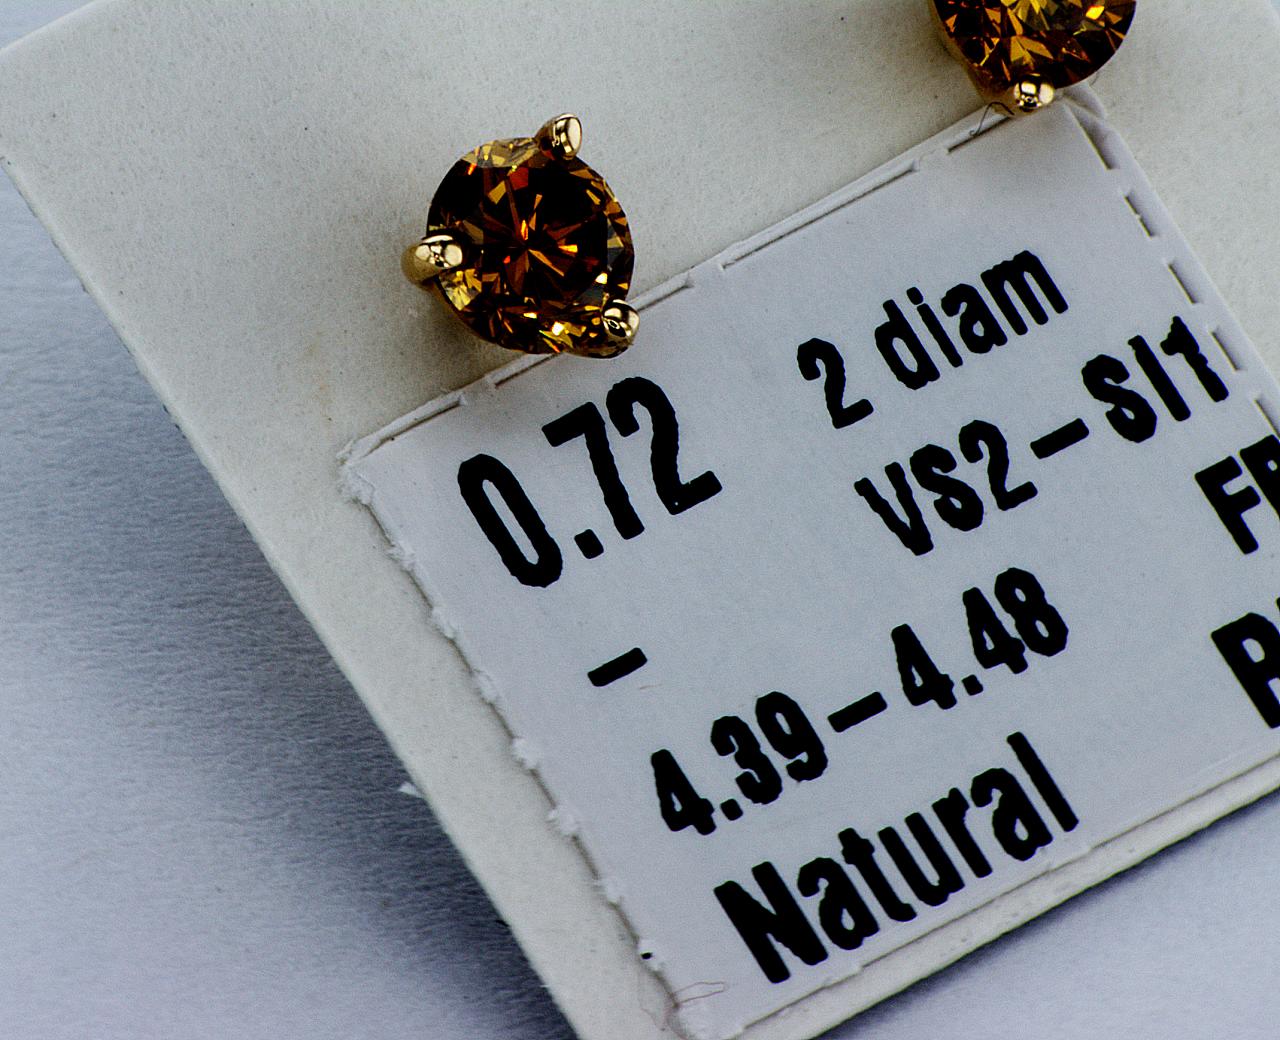 0.72 2 diam
VS2-SI1
-
4.39-4.48
Natural